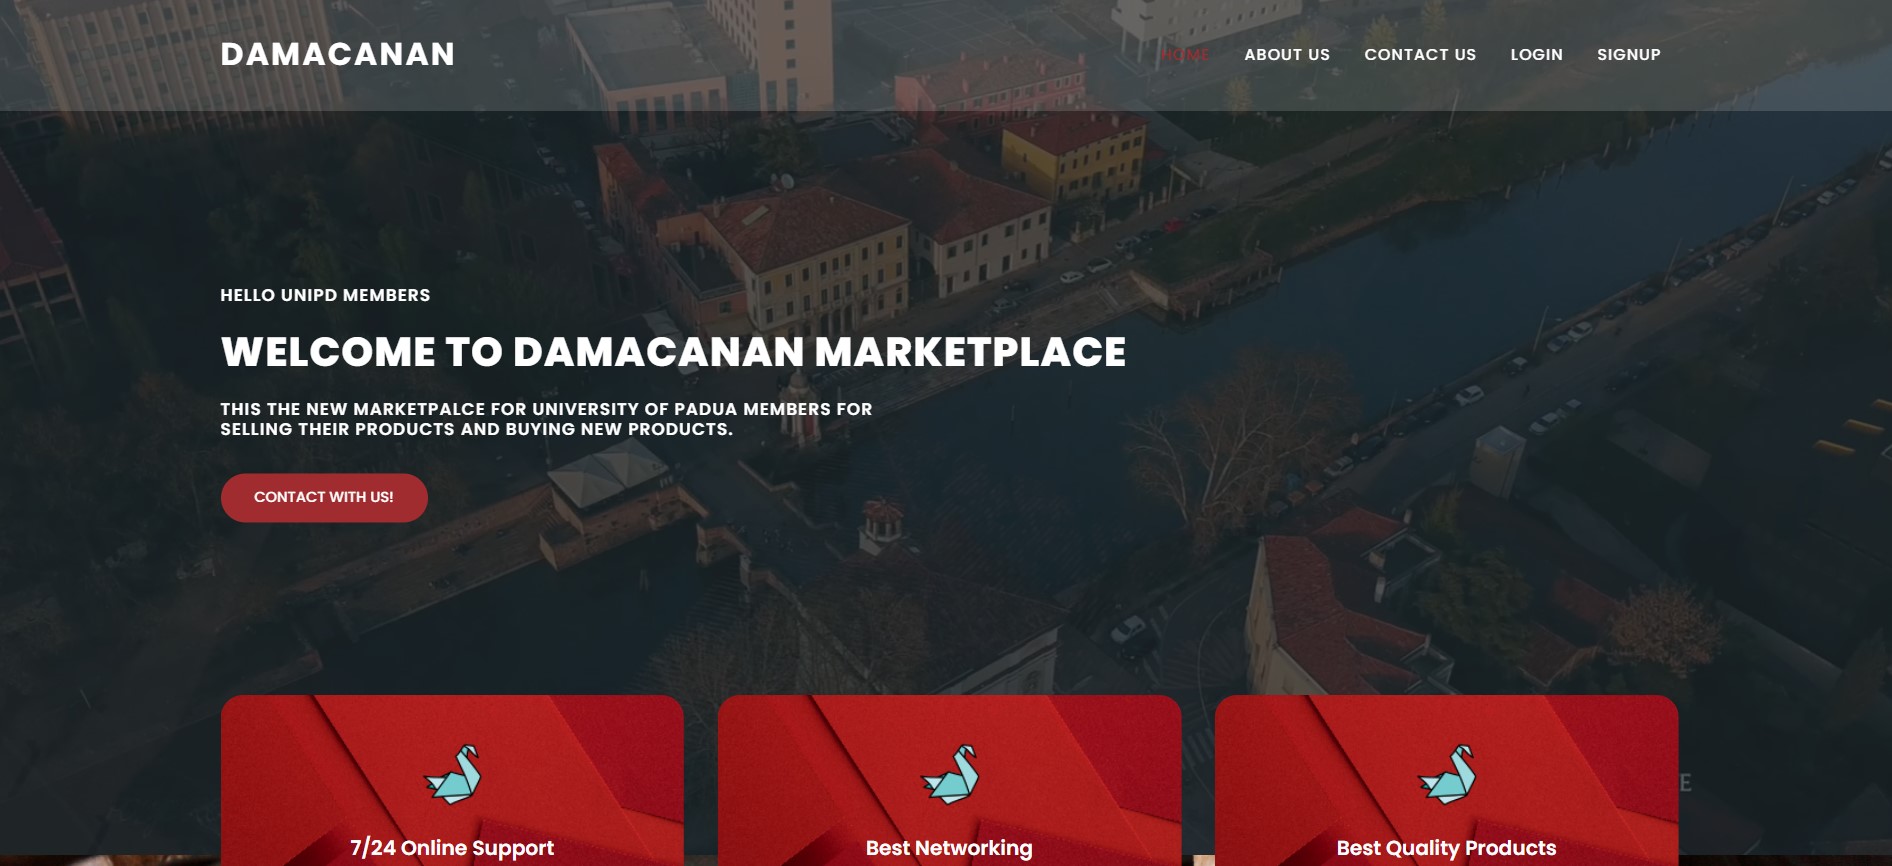 DAMACANAN
HOME ABOUT US CONTACT US LOGIN SIGNUP
HELLO UNIPD MEMBERS
WELCOME TO DAMACANAN MARKETPLACE
THIS THE NEW MARKETPALCE FOR UNIVERSITY OF PADUA MEMBERS FOR
SELLING THEIR PRODUCTS AND BUYING NEW PRODUCTS.
CONTACT WITH US!
7/24 Online Support
Best Networking
Best Quality Products